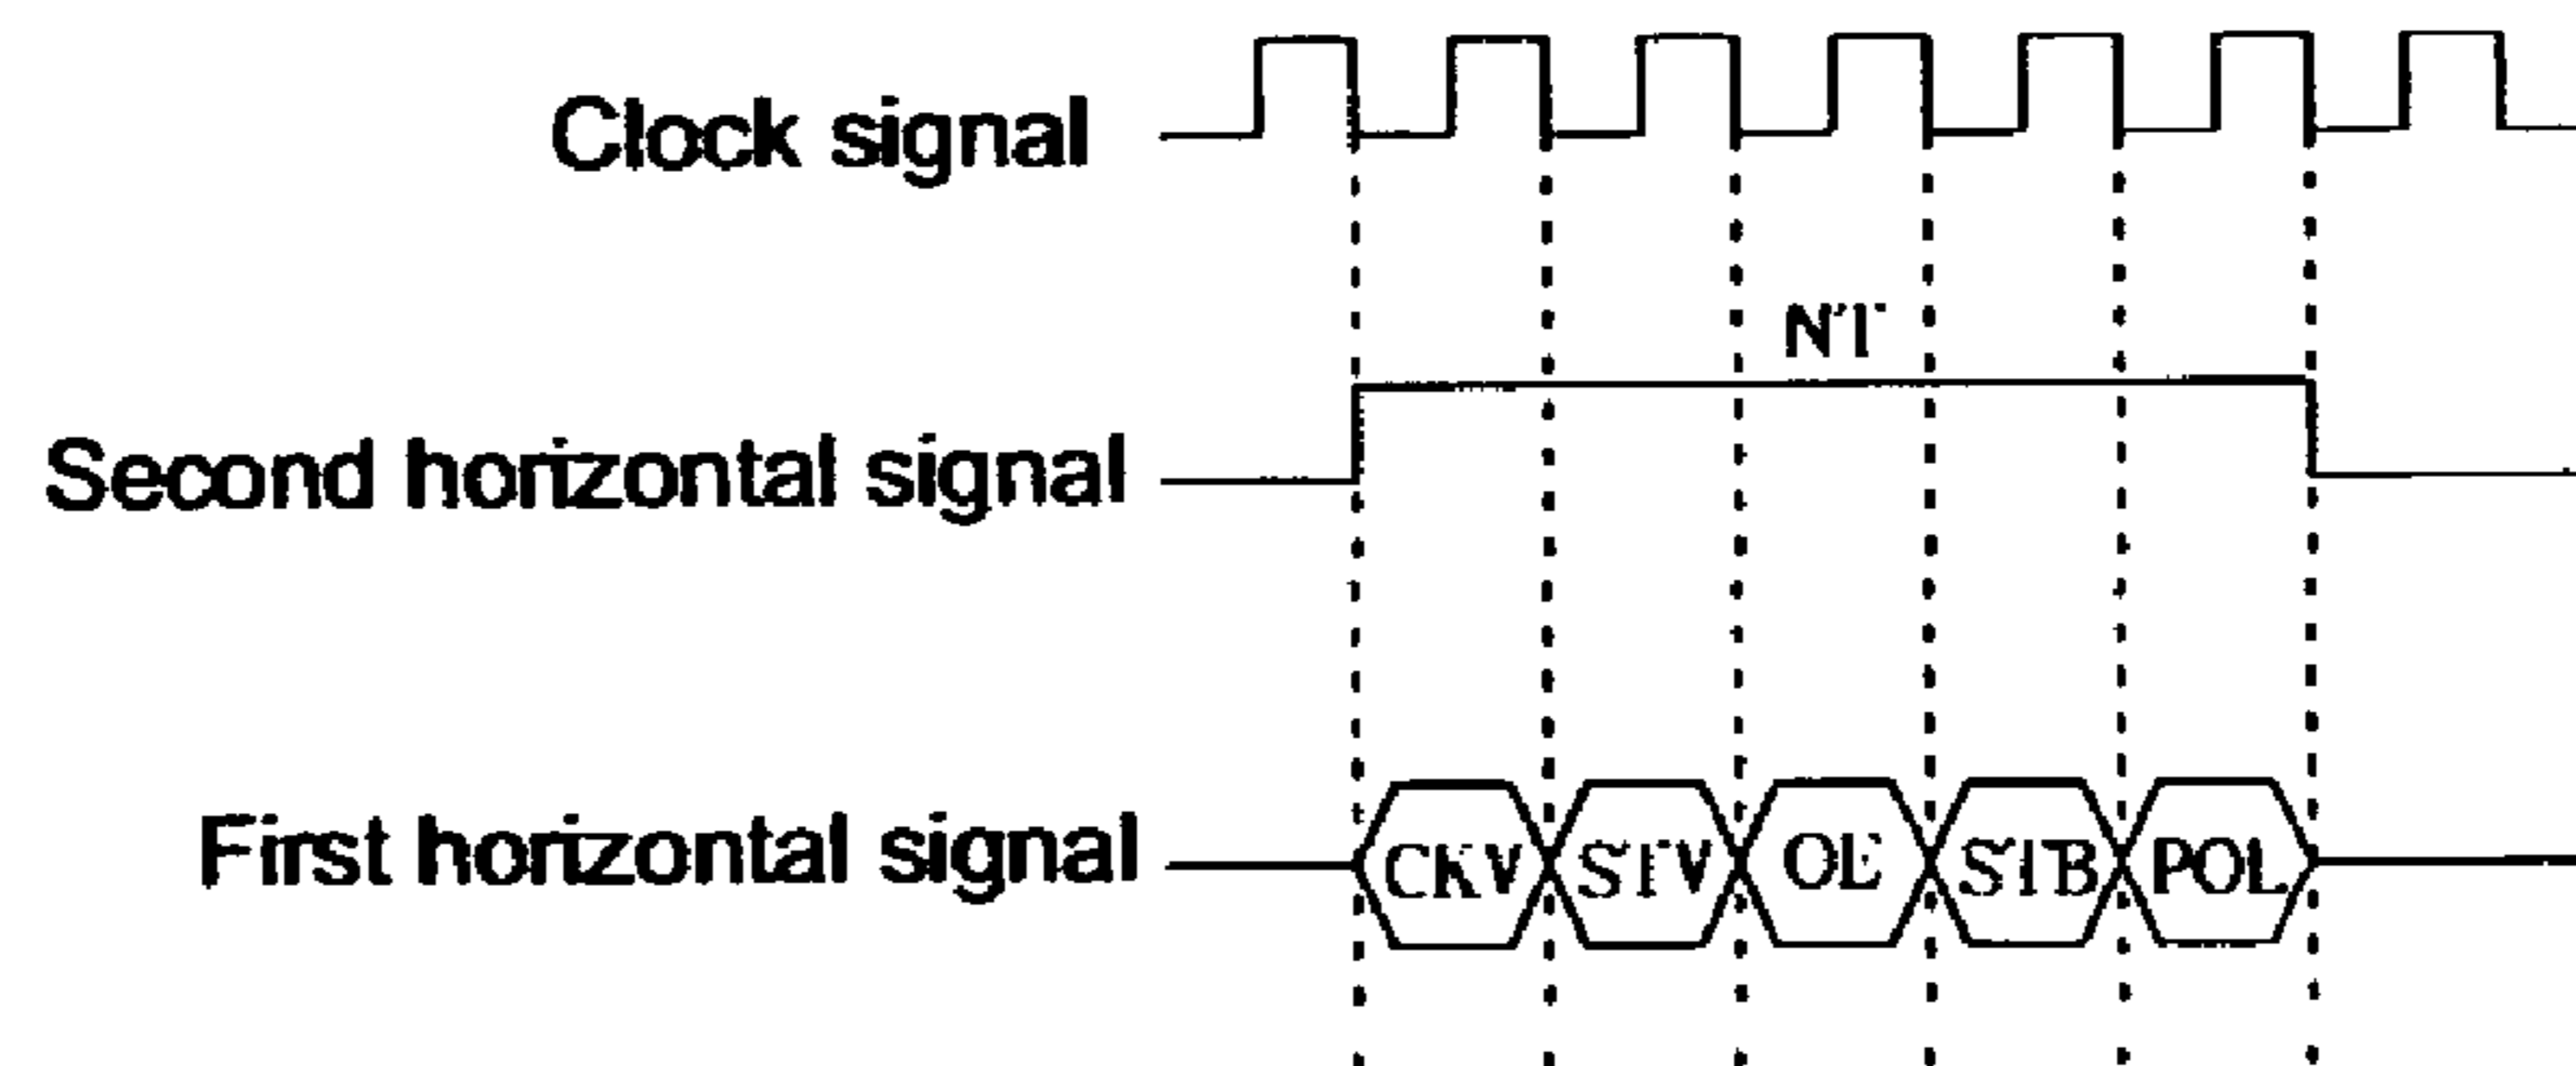 Clock signal
NT
Second horizontal signal
First horizontal signal
CKV STV OE STB POL